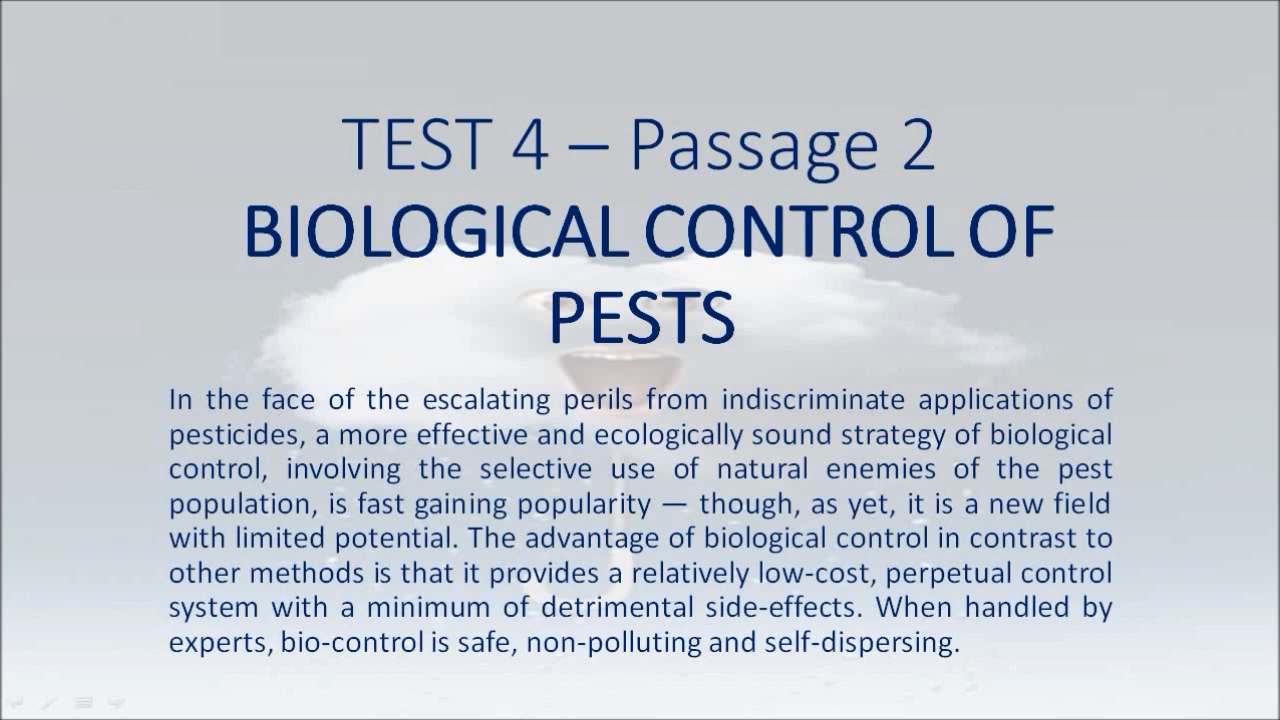 TEST 4 – Passage 2
BIOLOGICAL CONTROL OF
PESTS
In the face of the escalating perils from indiscriminate applications of
pesticides, a more effective and ecologically sound strategy of biological
control, involving the selective use of natural enemies of the pest
population, is fast gaining popularity — though, as yet, it is a new field
with limited potential. The advantage of biological control in contrast to
other methods is that it provides a relatively low-cost, perpetual control
system with a minimum of detrimental side-effects. When handled by
experts, bio-control is safe, non-polluting and self-dispersing.